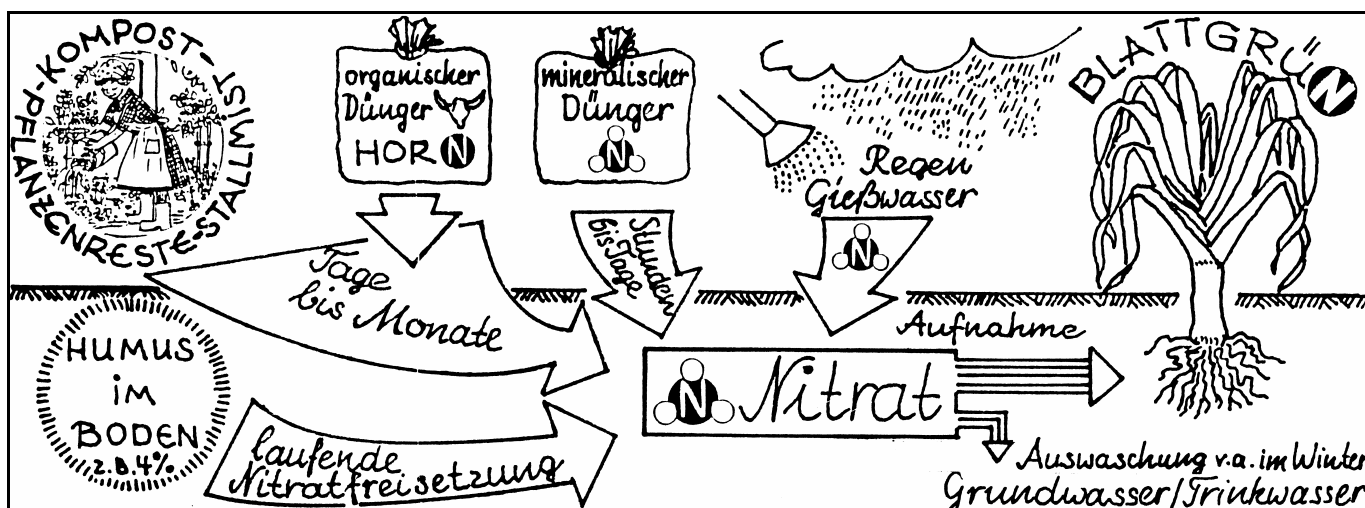 PFLANZENRESTE-STALLMIST-KOMPOST-
organischer
Dünger
HORN
mineralischer
Dünger
N
Regen
Gießwasser
N
BLATTGRÜN
Tage
bis Monate
Stunden
bis Tage
HUMUS
im
BODEN
z.B.4%
laufende
Nitratfreisetzung
N Nitrat
Aufnahme
Auswaschung v.a. im Winter
Grundwasser/Trinkwasser